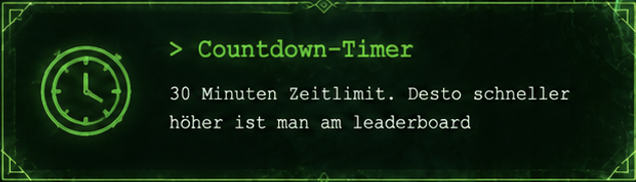 > Countdown-Timer
30 Minuten Zeitlimit. Desto schneller
höher ist man am leaderboard